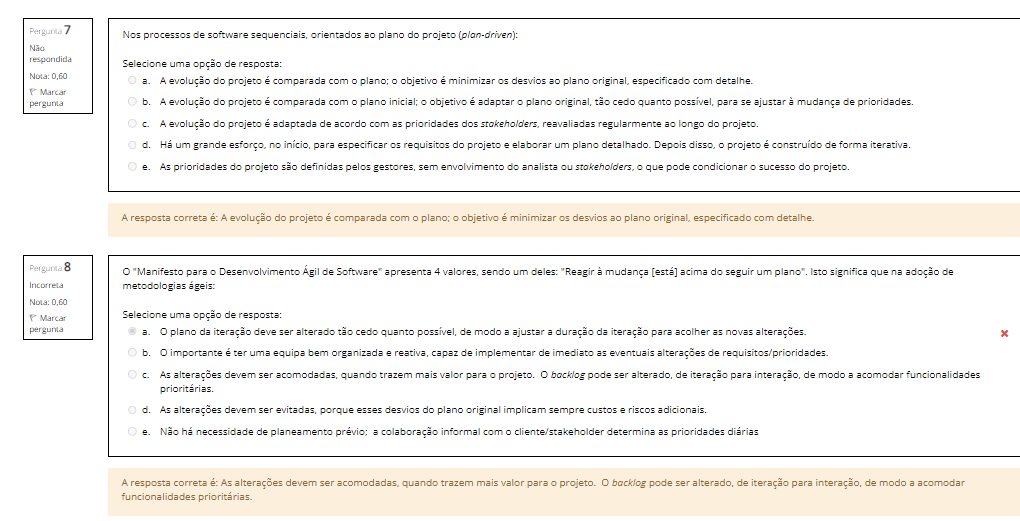 Pergunta 7
Não
respondida
Nota: 0,60
Marcar
pergunta
Nos processos de software sequenciais, orientados ao plano do projeto (plan-driven):
Selecione uma opção de resposta:
a. A evolução do projeto é comparada com o plano; o objetivo é minimizar os desvios ao plano original, especificado com detalhe.
b. A evolução do projeto é comparada com o plano inicial; o objetivo é adaptar o plano original, tão cedo quanto possível, para se ajustar à mudança de prioridades.
c. A evolução do projeto é adaptada de acordo com as prioridades dos stakeholders, reavaliadas regularmente ao longo do projeto.
d. Há um grande esforço, no início, para especificar os requisitos do projeto e elaborar um plano detalhado. Depois disso, o projeto é construído de forma iterativa.
e. As prioridades do projeto são definidas pelos gestores, sem envolvimento do analista ou stakeholders, o que pode condicionar o sucesso do projeto.
A resposta correta é: A evolução do projeto é comparada com o plano; o objetivo é minimizar os desvios ao plano original, especificado com detalhe.
Pergunta 8
Incorreta
Nota: 0,60
Marcar
pergunta
O "Manifesto para o Desenvolvimento Ágil de Software" apresenta 4 valores, sendo um deles: "Reagir à mudança [está] acima do seguir um plano". Isto significa que na adoção de
metodologias ágeis:
Selecione uma opção de resposta:
a. O plano da iteração deve ser alterado tão cedo quanto possível, de modo a ajustar a duração da iteração para acolher as novas alterações.
b. O importante é ter uma equipa bem organizada e reativa, capaz de implementar de imediato as eventuais alterações de requisitos/prioridades.
c. As alterações devem ser acomodadas, quando trazem mais valor para o projeto. O backlog pode ser alterado, de iteração para interação, de modo a acomodar funcionalidades
prioritárias.
d. As alterações devem ser evitadas, porque esses desvios do plano original implicam sempre custos e riscos adicionais.
e. Não há necessidade de planeamento prévio; a colaboração informal com o cliente/stakeholder determina as prioridades diárias
A resposta correta é: As alterações devem ser acomodadas, quando trazem mais valor para o projeto. O backlog pode ser alterado, de iteração para interação, de modo a acomodar
funcionalidades prioritárias.